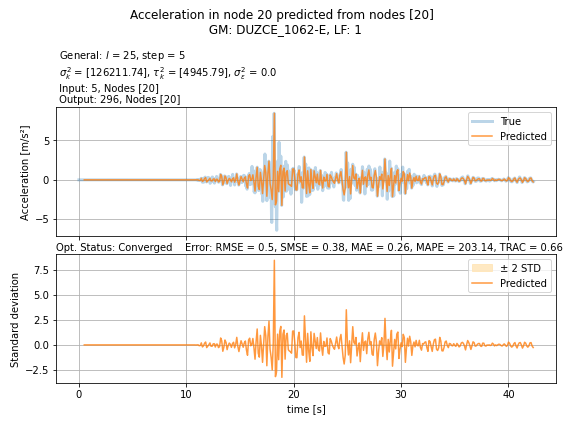 Acceleration in node 20 predicted from nodes [20]
GM: DUZCE_1062-E, LF: 1
General: l = 25, step = 5
σ²ₖ = [126211.74], τ²ₖ = [4945.79], σ²ε = 0.0
Input: 5, Nodes [20]
Output: 296, Nodes [20]
Acceleration [m/s²]
5
0
−5
True
Predicted
Opt. Status: Converged Error: RMSE = 0.5, SMSE = 0.38, MAE = 0.26, MAPE = 203.14, TRAC = 0.66
Standard deviation
7.5
5.0
2.5
0.0
−2.5
± 2 STD
Predicted
0 10 20 30 40
time [s]